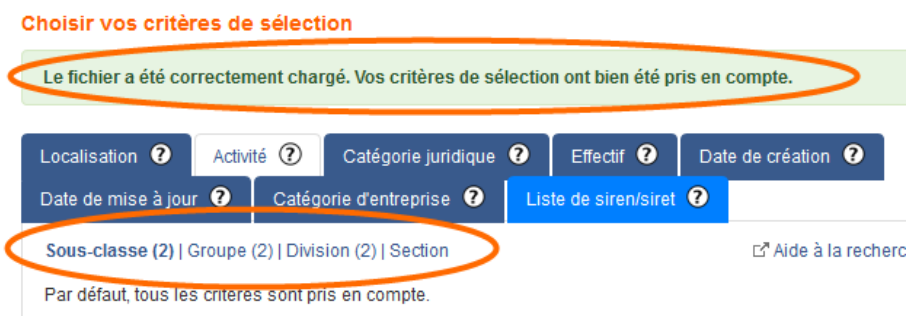 Choisir vos critères de sélection
Le fichier a été correctement chargé. Vos critères de sélection ont bien été pris en compte.
Localisation ? Activité ? Catégorie juridique ? Effectif ? Date de création ?
Date de mise à jour ? Catégorie d'entreprise ? Liste de siren/siret ?
Sous-classe (2) | Groupe (2) | Division (2) | Section Aide à la recherc
Par défaut, tous les critères sont pris en compte.